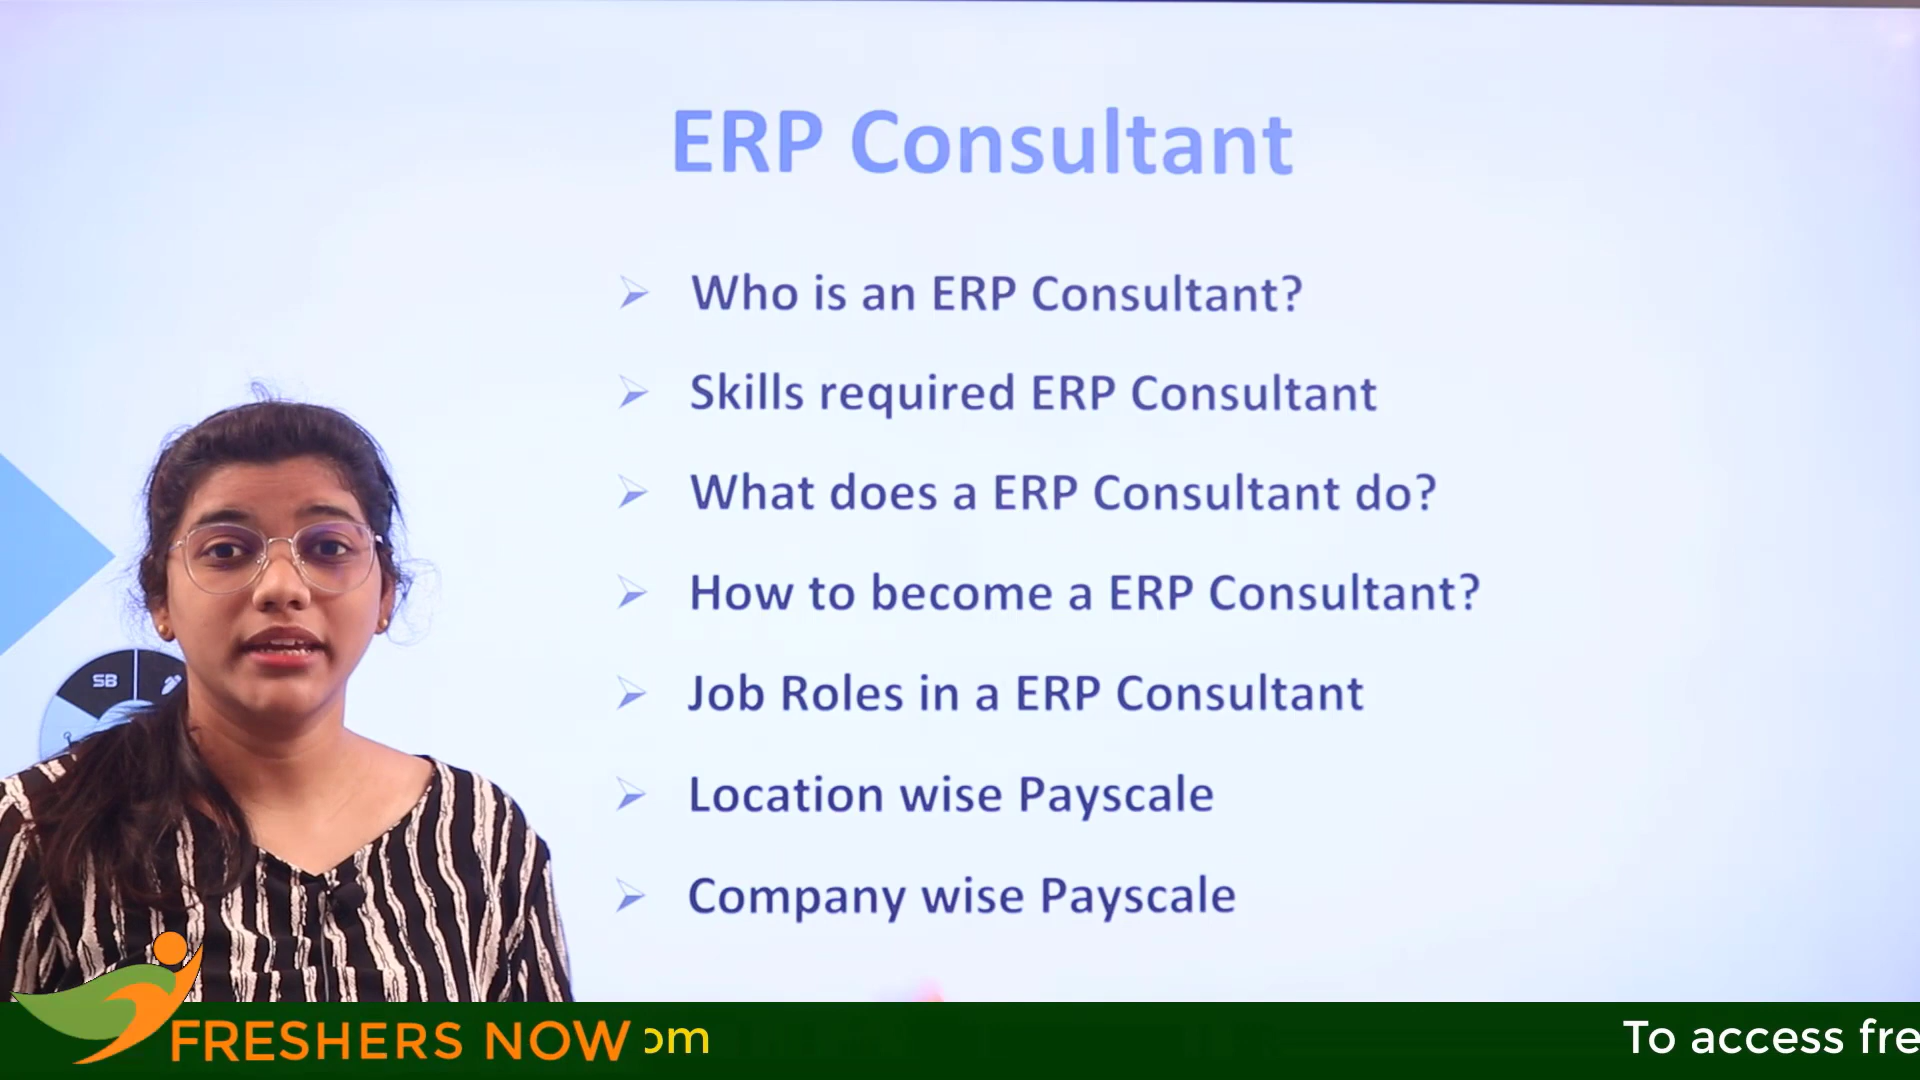 ERP Consultant
Who is an ERP Consultant?
Skills required ERP Consultant
What does a ERP Consultant do?
How to become a ERP Consultant?
Job Roles in a ERP Consultant
Location wise Payscale
Company wise Payscale
SB
FRESHERS NOW
om
To access fre